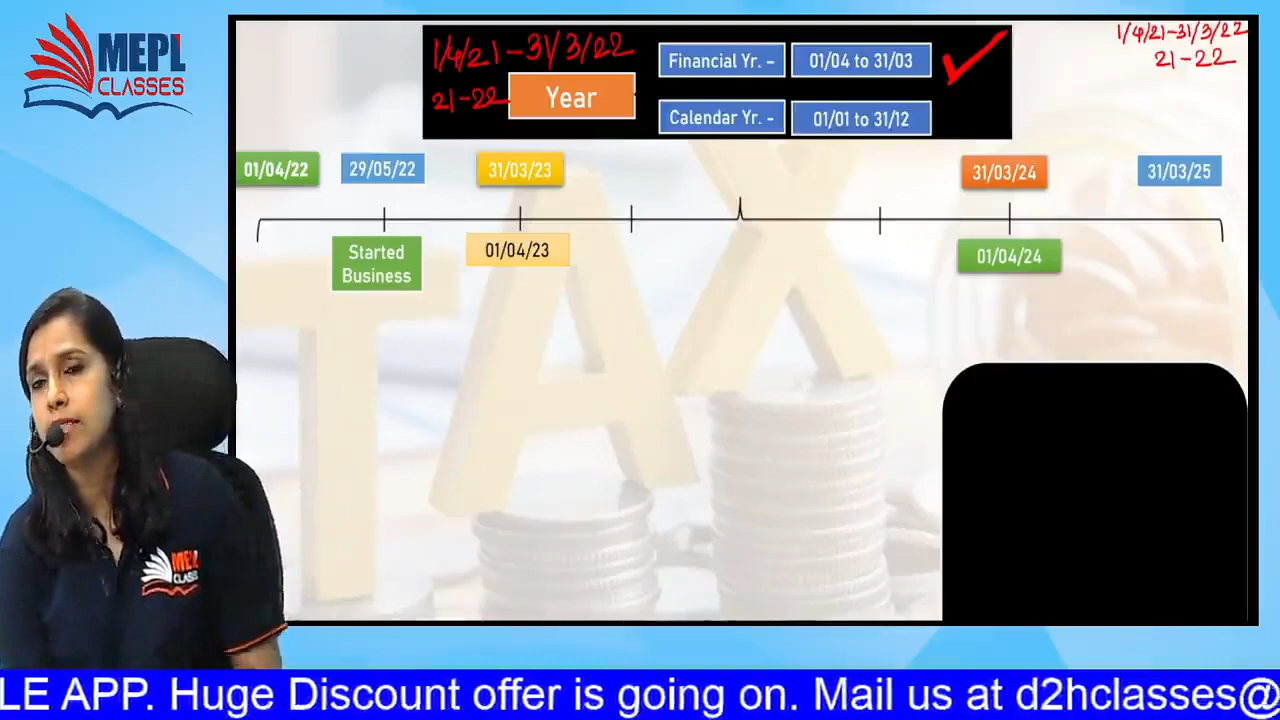 MEPL
CLASSES
1/4/21-31/3/22
21-22
Year
Financial Yr. -
01/04 to 31/03
Calendar Yr. -
01/01 to 31/12
1/4/21-31/3/22
21-22
01/04/22
29/05/22
31/03/23
31/03/24
31/03/25
Started
Business
01/04/23
01/04/24
TAX
MEPL
CLASSES
LE APP. Huge Discount offer is going on. Mail us at d2hclasses@